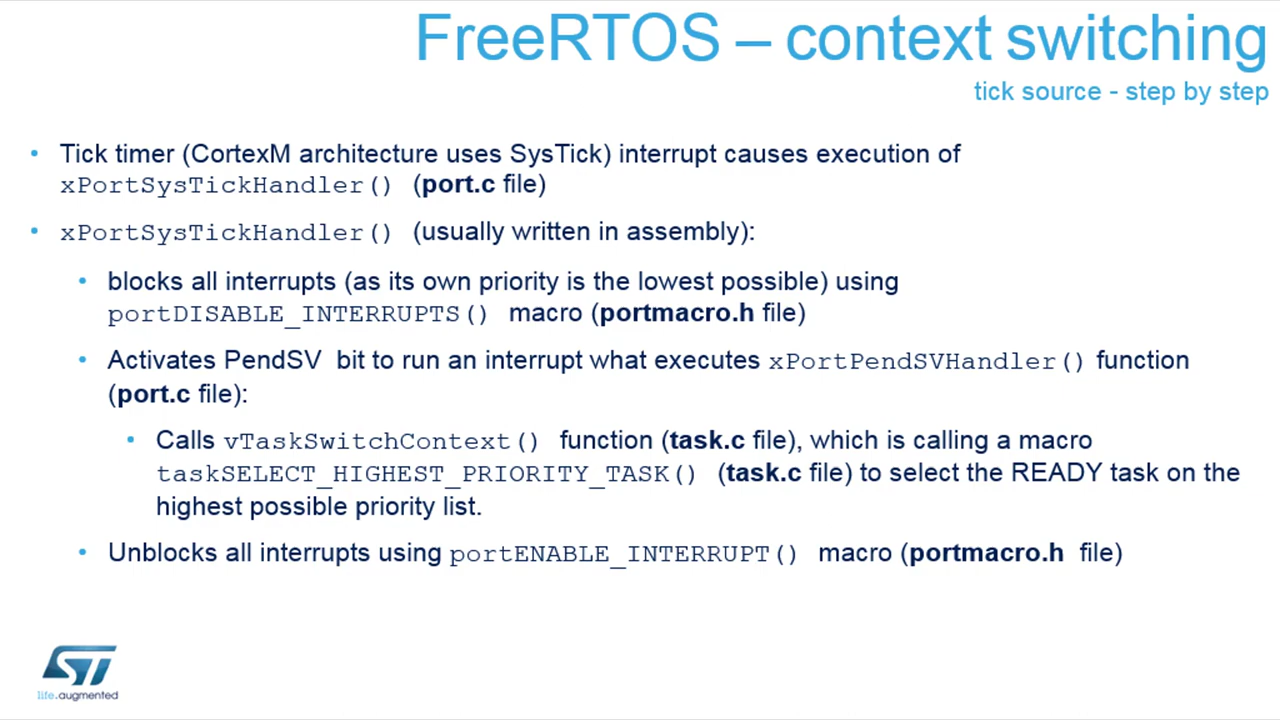 FreeRTOS – context switching
tick source - step by step
• Tick timer (CortexM architecture uses SysTick) interrupt causes execution of
xPortSysTickHandler() (port.c file)
• xPortSysTickHandler() (usually written in assembly):
• blocks all interrupts (as its own priority is the lowest possible) using
portDISABLE_INTERRUPTS() macro (portmacro.h file)
• Activates PendSV bit to run an interrupt what executes xPortPendSVHandler() function
(port.c file):
• Calls vTaskSwitchContext() function (task.c file), which is calling a macro
taskSELECT_HIGHEST_PRIORITY_TASK() (task.c file) to select the READY task on the
highest possible priority list.
• Unblocks all interrupts using portENABLE_INTERRUPT() macro (portmacro.h file)
ST
life.augmented